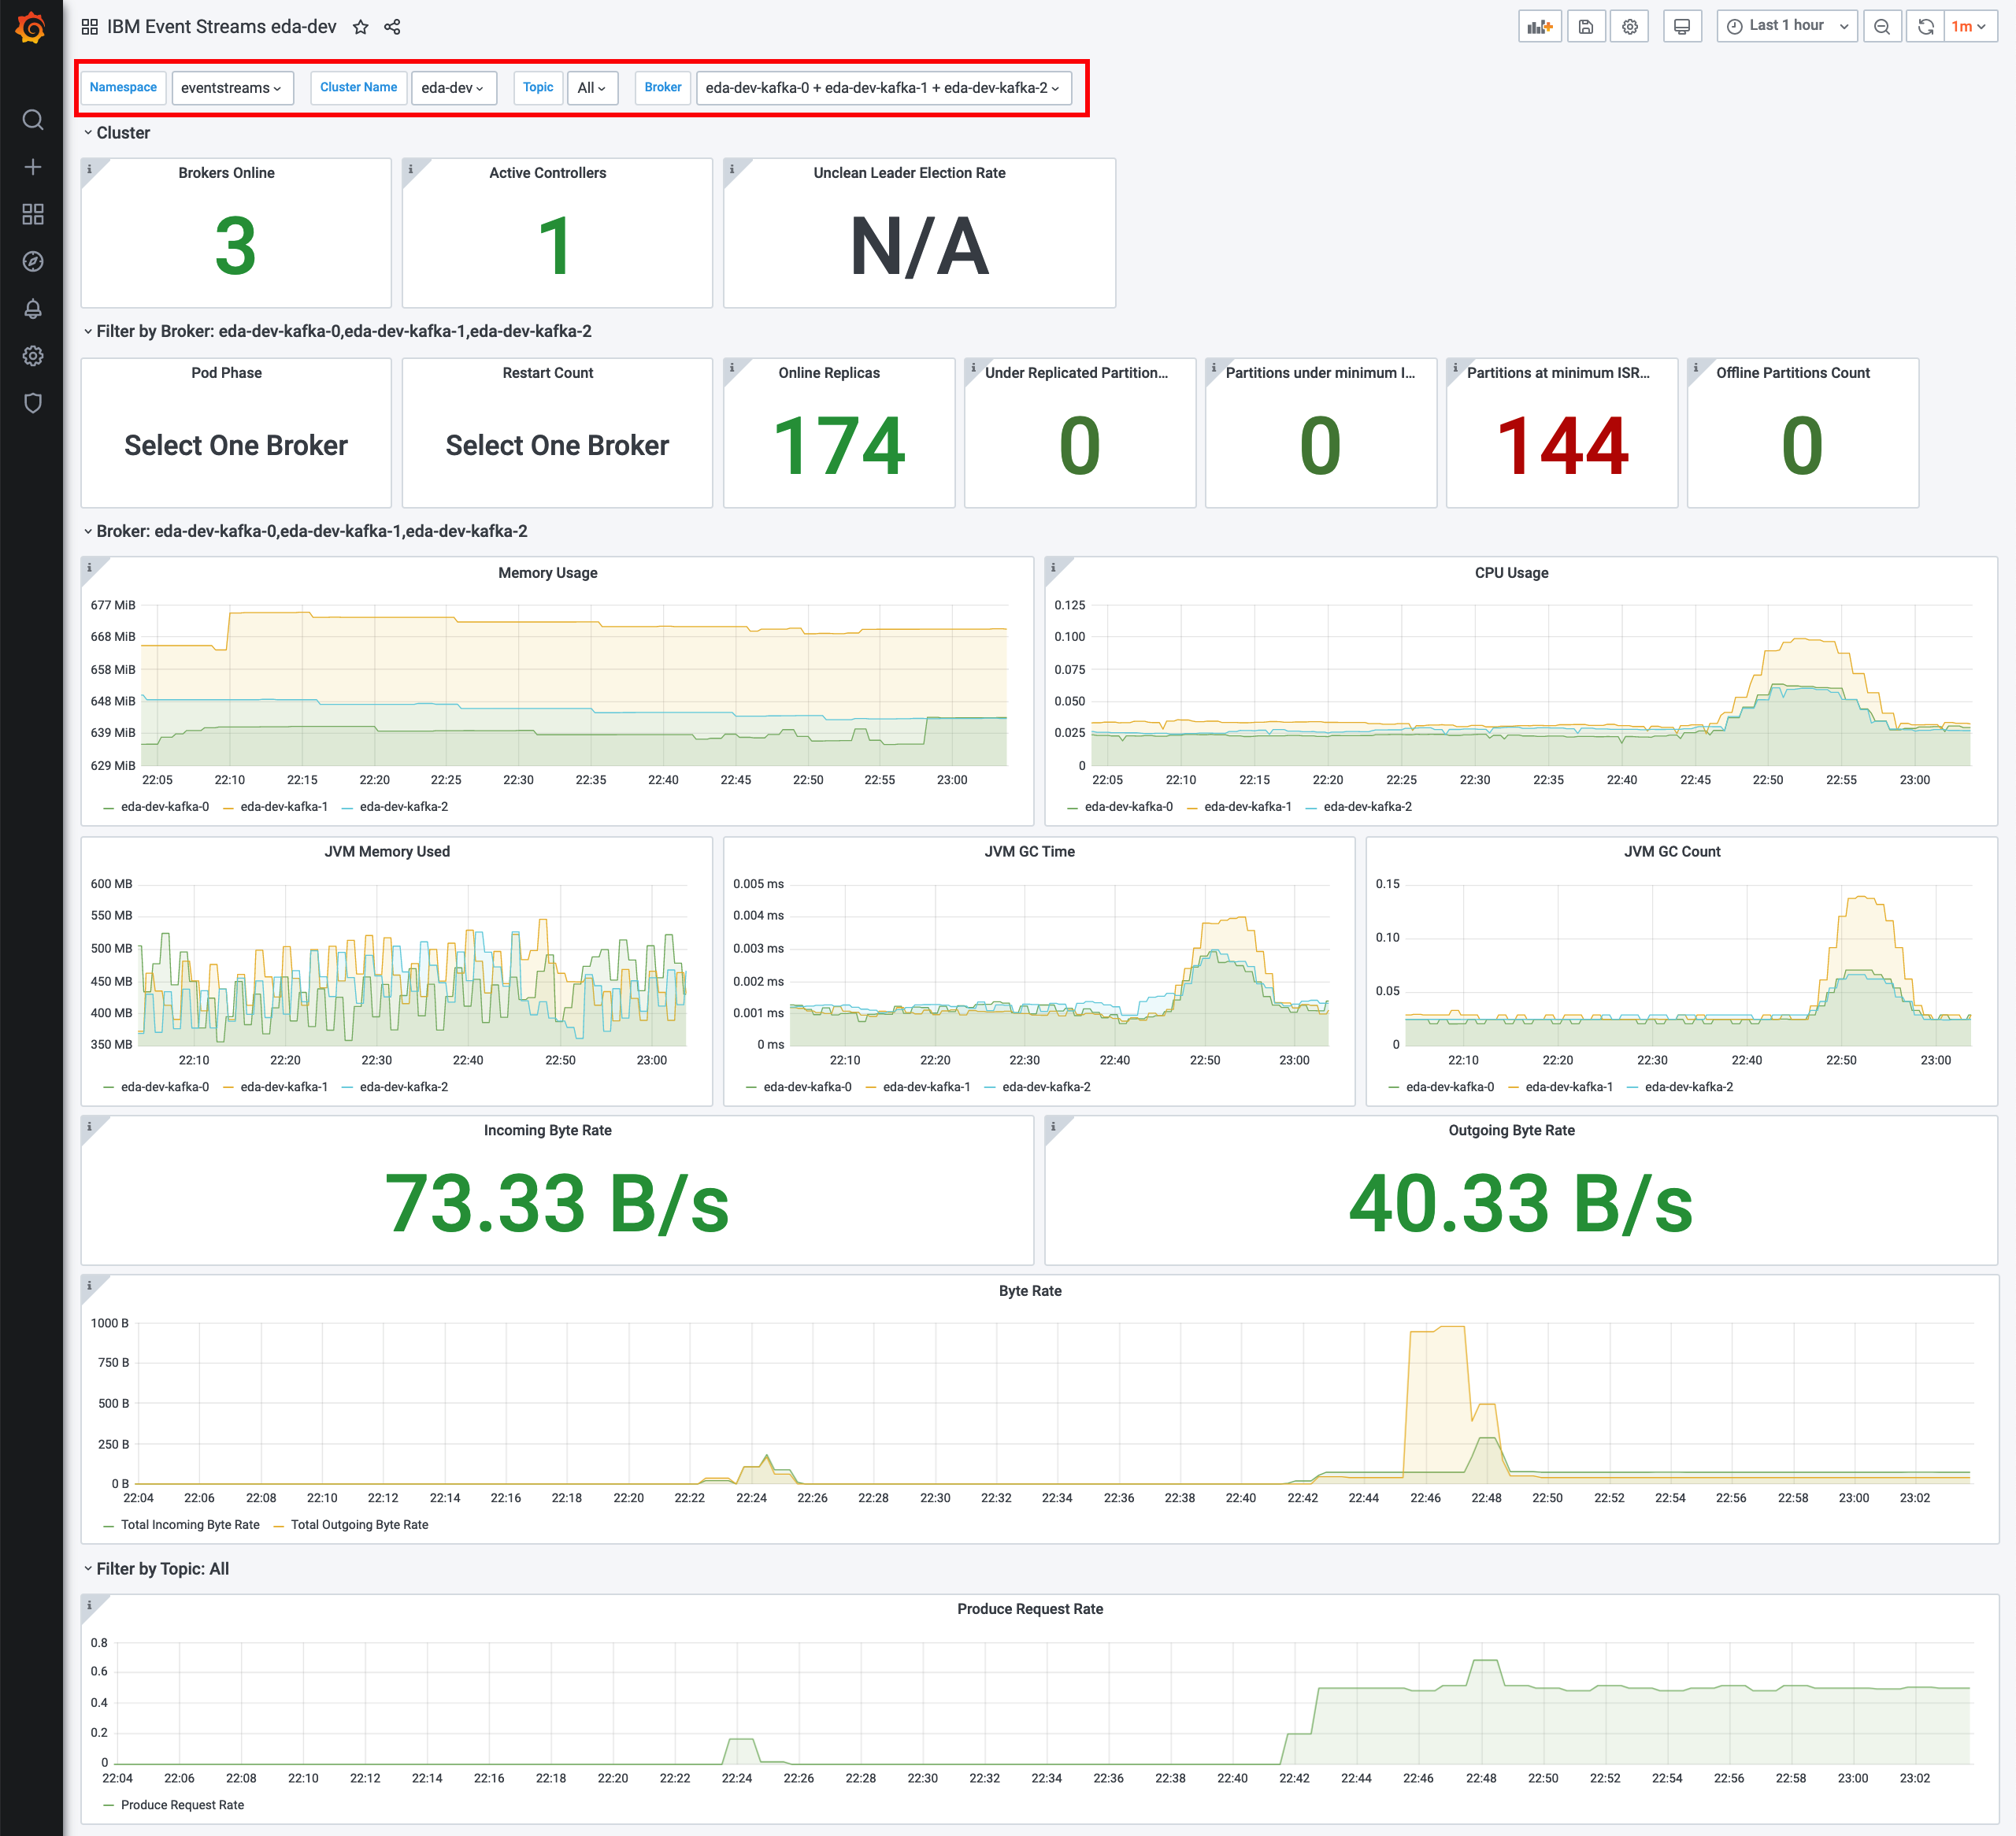 IBM Event Streams eda-dev
Last 1 hour
1m
Namespace eventstreams Cluster Name eda-dev Topic All Broker eda-dev-kafka-0 + eda-dev-kafka-1 + eda-dev-kafka-2
Cluster
Brokers Online
3
Active Controllers
1
Unclean Leader Election Rate
N/A
Filter by Broker: eda-dev-kafka-0,eda-dev-kafka-1,eda-dev-kafka-2
Pod Phase
Select One Broker
Restart Count
Select One Broker
Online Replicas
174
Under Replicated Partition...
0
Partitions under minimum I...
0
Partitions at minimum ISR...
144
Offline Partitions Count
0
Broker: eda-dev-kafka-0,eda-dev-kafka-1,eda-dev-kafka-2
Memory Usage
677 MiB
668 MiB
658 MiB
648 MiB
639 MiB
629 MiB
22:05 22:10 22:15 22:20 22:25 22:30 22:35 22:40 22:45 22:50 22:55 23:00
eda-dev-kafka-0 eda-dev-kafka-1 eda-dev-kafka-2
CPU Usage
0.125
0.100
0.075
0.050
0.025
0
22:05 22:10 22:15 22:20 22:25 22:30 22:35 22:40 22:45 22:50 22:55 23:00
eda-dev-kafka-0 eda-dev-kafka-1 eda-dev-kafka-2
JVM Memory Used
600 MB
550 MB
500 MB
450 MB
400 MB
350 MB
22:10 22:20 22:30 22:40 22:50 23:00
eda-dev-kafka-0 eda-dev-kafka-1 eda-dev-kafka-2
JVM GC Time
0.005 ms
0.004 ms
0.003 ms
0.002 ms
0.001 ms
0 ms
22:10 22:20 22:30 22:40 22:50 23:00
eda-dev-kafka-0 eda-dev-kafka-1 eda-dev-kafka-2
JVM GC Count
0.15
0.10
0.05
0
22:10 22:20 22:30 22:40 22:50 23:00
eda-dev-kafka-0 eda-dev-kafka-1 eda-dev-kafka-2
Incoming Byte Rate
73.33 B/s
Outgoing Byte Rate
40.33 B/s
Byte Rate
1000 B
750 B
500 B
250 B
0 B
22:04 22:06 22:08 22:10 22:12 22:14 22:16 22:18 22:20 22:22 22:24 22:26 22:28 22:30 22:32 22:34 22:36 22:38 22:40 22:42 22:44 22:46 22:48 22:50 22:52 22:54 22:56 22:58 23:00 23:02
Total Incoming Byte Rate Total Outgoing Byte Rate
Filter by Topic: All
Produce Request Rate
0.8
0.6
0.4
0.2
0
22:04 22:06 22:08 22:10 22:12 22:14 22:16 22:18 22:20 22:22 22:24 22:26 22:28 22:30 22:32 22:34 22:36 22:38 22:40 22:42 22:44 22:46 22:48 22:50 22:52 22:54 22:56 22:58 23:00 23:02
Produce Request Rate